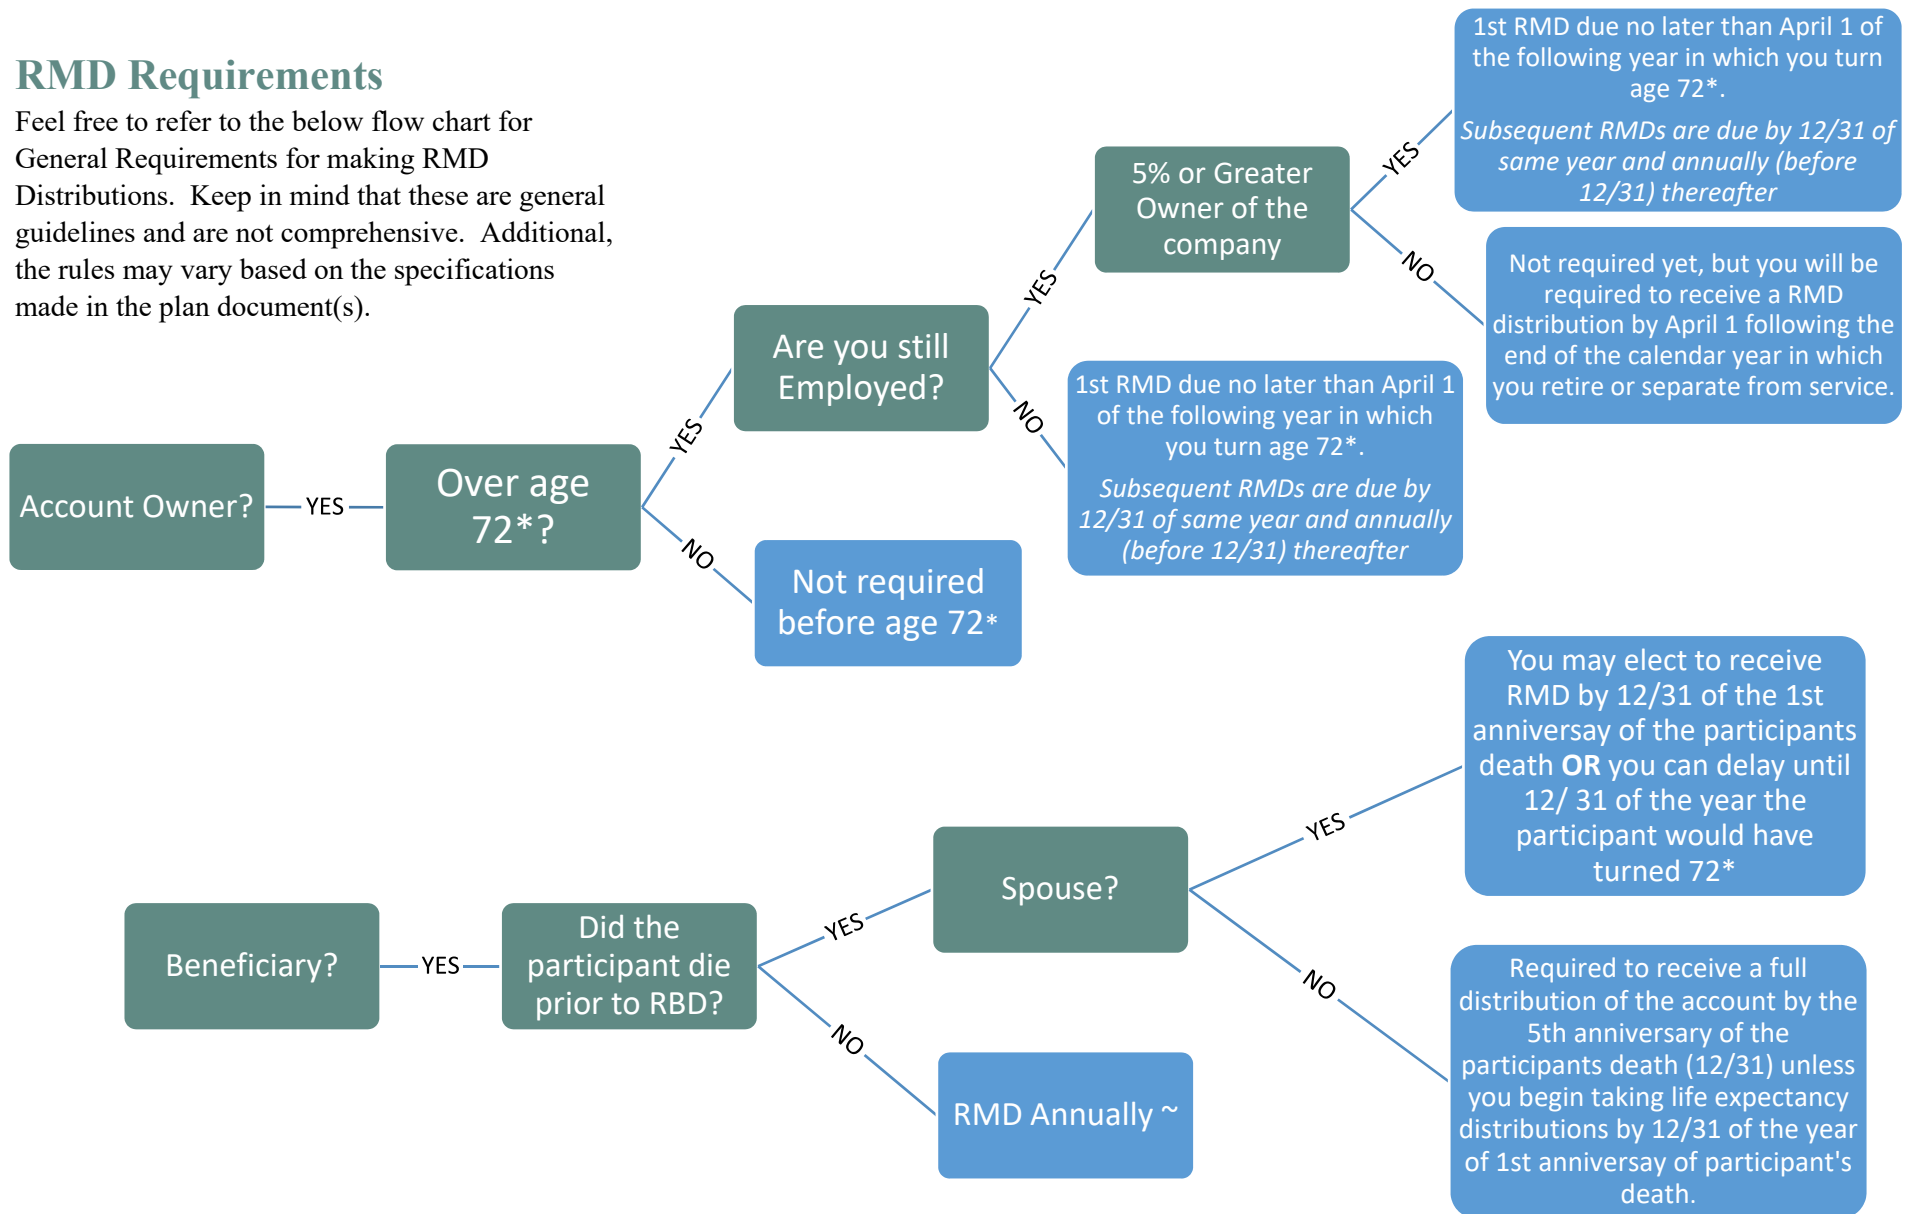 RMD Requirements
Feel free to refer to the below flow chart for
General Requirements for making RMD
Distributions.  Keep in mind that these are general
guidelines and are not comprehensive.  Additional,
the rules may vary based on the specifications
made in the plan document(s).
Account Owner?
YES
Over age
72*?
YES
NO
Are you still
Employed?
Not required
before age 72*
YES
NO
5% or Greater
Owner of the
company
1st RMD due no later than April 1
of the following year in which
you turn age 72*.
Subsequent RMDs are due by
12/31 of same year and annually
(before 12/31) thereafter
YES
NO
1st RMD due no later than April 1 of
the following year in which you turn
age 72*.
Subsequent RMDs are due by 12/31 of
same year and annually (before
12/31) thereafter
Not required yet, but you will be
required to receive a RMD
distribution by April 1 following the
end of the calendar year in which
you retire or separate from service.
Beneficiary?
YES
Did the
participant die
prior to RBD?
YES
NO
Spouse?
RMD Annually ~
YES
NO
You may elect to receive
RMD by 12/31 of the 1st
anniversay of the participants
death OR you can delay until
12/ 31 of the year the
participant would have
turned 72*
Required to receive a full
distribution of the account by the
5th anniversary of the
participants death (12/31) unless
you begin taking life expectancy
distributions by 12/31 of the year
of 1st anniversay of participant's
death.